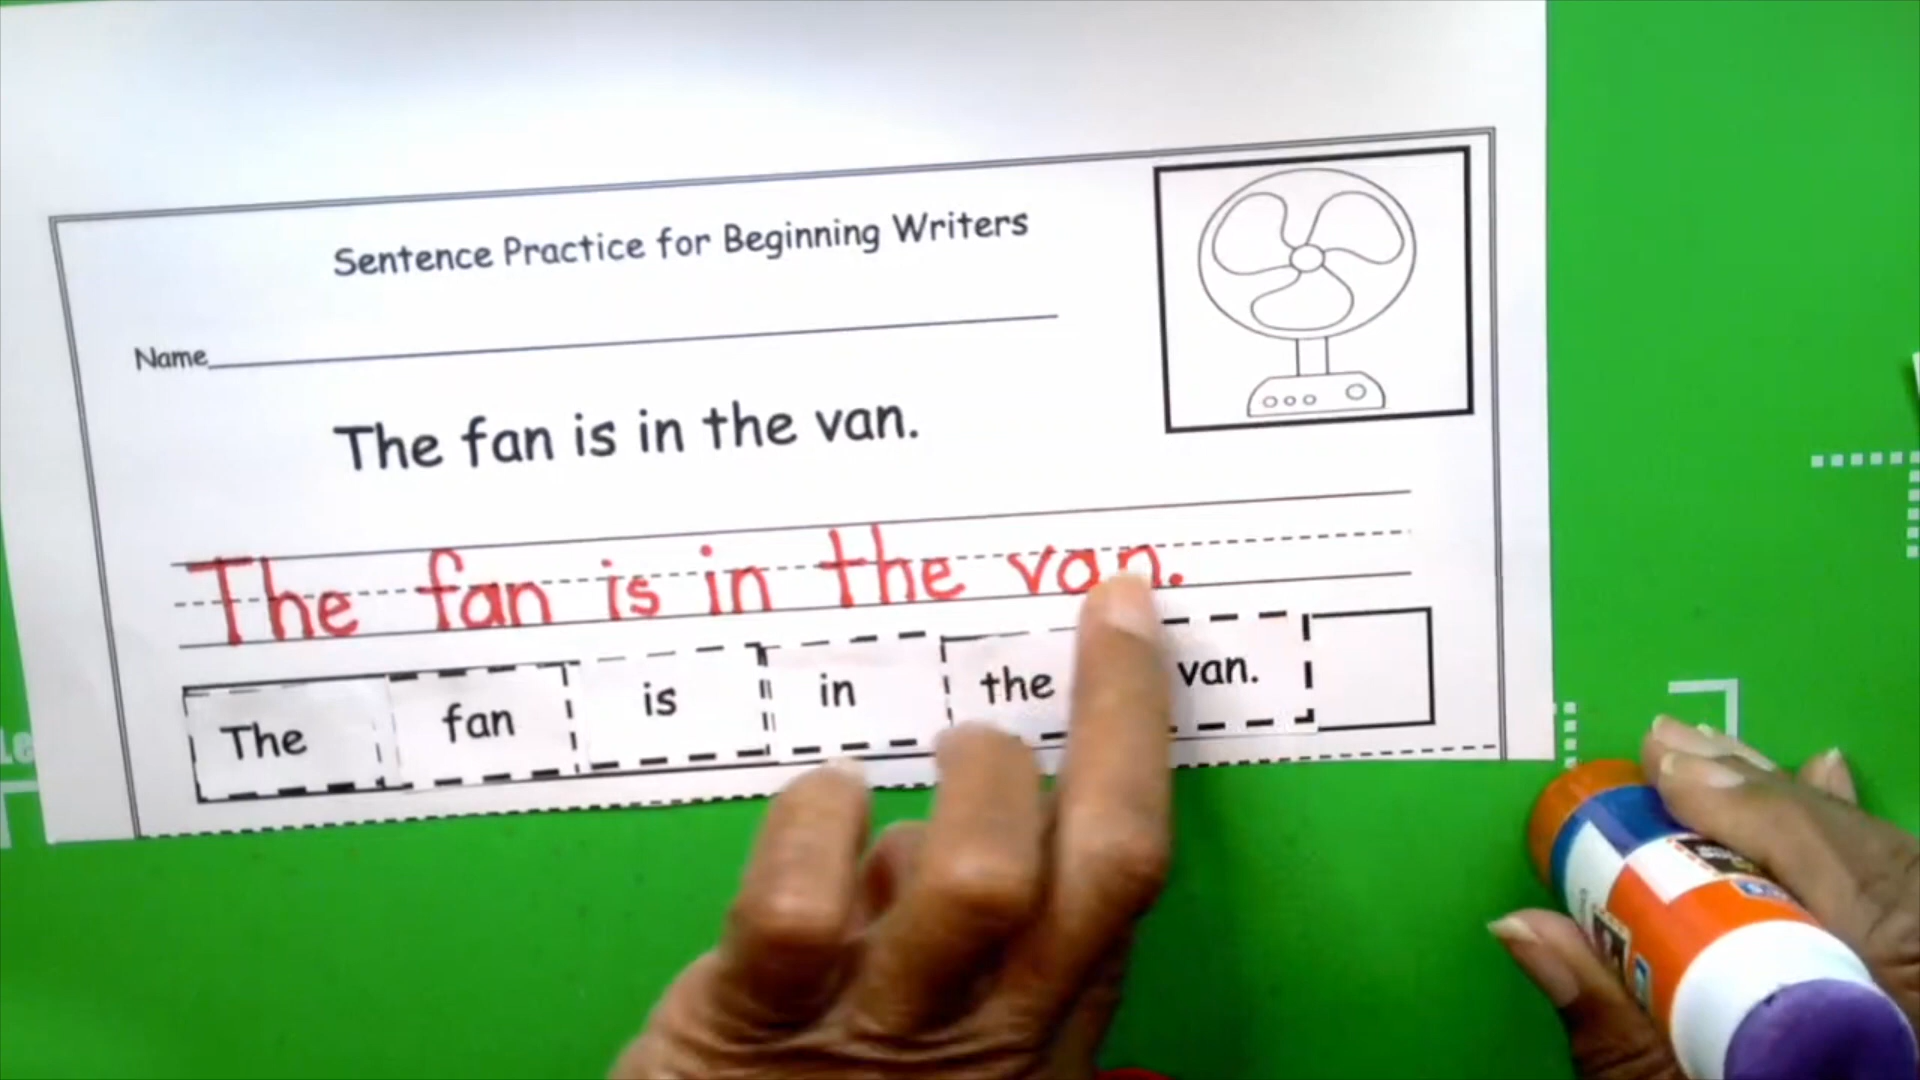 Sentence Practice for Beginning Writers
Name
The fan is in the van.
The fan is in the van.
The fan is in the van.